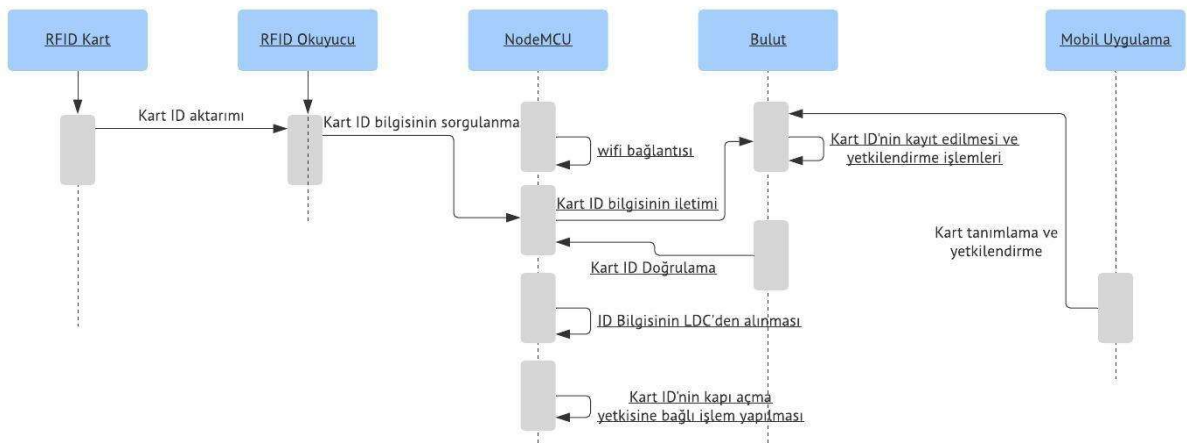 RFID Kart
RFID Okuyucu
NodeMCU
Bulut
Mobil Uygulama
Kart ID aktarımı
Kart ID bilgisinin sorgulanma
wifi bağlantısı
Kart ID'nin kayıt edilmesi ve
yetkilendirme işlemleri
Kart ID bilgisinin iletimi
Kart tanımlama ve
yetkilendirme
Kart ID Doğrulama
ID Bilgisinin LDC'den alınması
Kart ID'nin kapı açma
yetkisine bağlı işlem yapılması